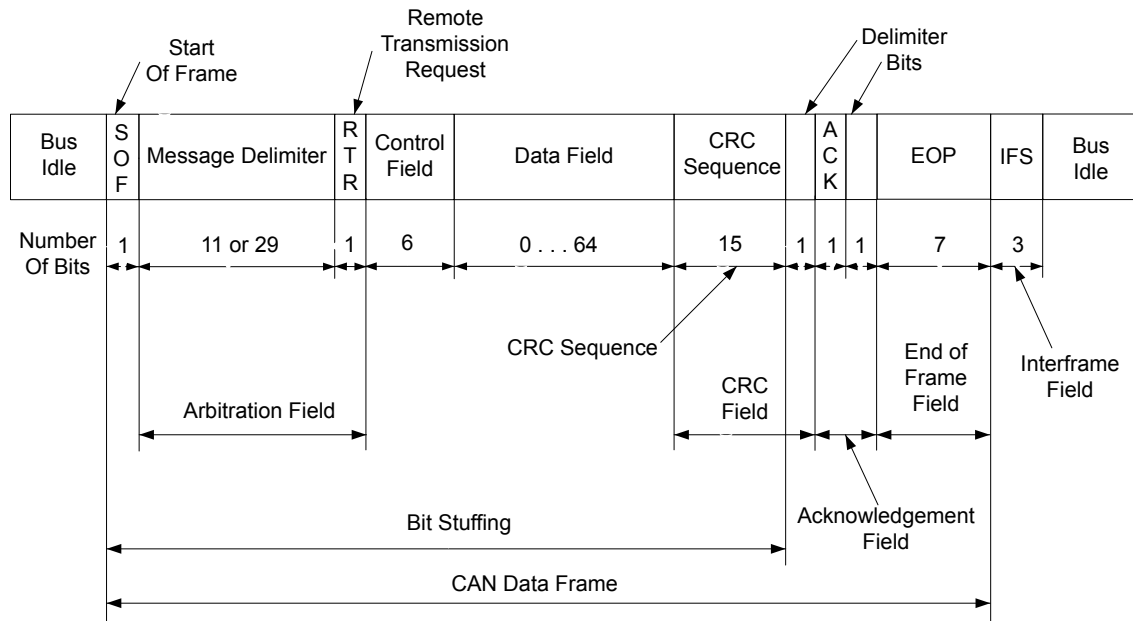 Start
Of Frame
Remote
Transmission
Request
Delimiter
Bits
Bus
Idle
S
O
F
Message Delimiter
R
T
R
Control
Field
Data Field
CRC
Sequence
A
C
K
EOP
IFS
Bus
Idle
Number
Of Bits
1
11 or 29
1
6
0 . . . 64
15
1
1
1
7
3
CRC Sequence
Arbitration Field
CRC
Field
End of
Frame
Field
Interframe
Field
Bit Stuffing
Acknowledgement
Field
CAN Data Frame